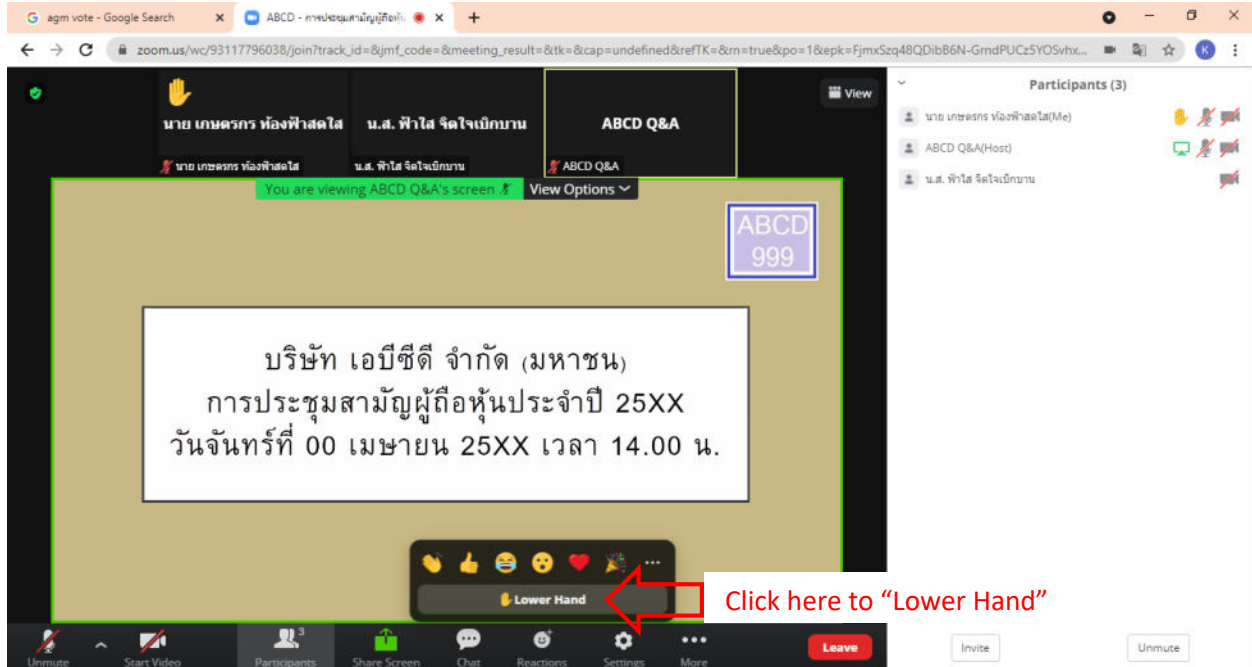 agm vote - Google Search
ABCD - การประชุมสามัญผู้ถือหุ้น
zoom.us/wc/93117796038/join?track_id=&jmf_code=&meeting_result=&tk=&cap=undefined&refTK=&rn=true&po=1&epk=FjmxSzq48QDibB6N-GrndPUCz5YOSvhx...
K
View
Participants (3)
นาย เกษตรกร ท้องฟ้าสดใส
น.ส. ฟ้าใส จิตใจเบิกบาน
ABCD Q&A
นาย เกษตรกร ท้องฟ้าสดใส
น.ส. ฟ้าใส จิตใจเบิกบาน
ABCD Q&A
นาย เกษตรกร ท้องฟ้าสดใส(Me)
ABCD Q&A(Host)
น.ส. ฟ้าใส จิตใจเบิกบาน
You are viewing ABCD Q&A's screen
View Options
ABCD
999
บริษัท เอบีซีดี จำกัด (มหาชน)
การประชุมสามัญผู้ถือหุ้นประจำปี 25XX
วันจันทร์ที่ 00 เมษายน 25XX เวลา 14.00 น.
Lower Hand
Click here to “Lower Hand”
Unmute
Start Video
3
Participants
Share Screen
Chat
Reactions
Settings
More
Leave
Invite
Unmute